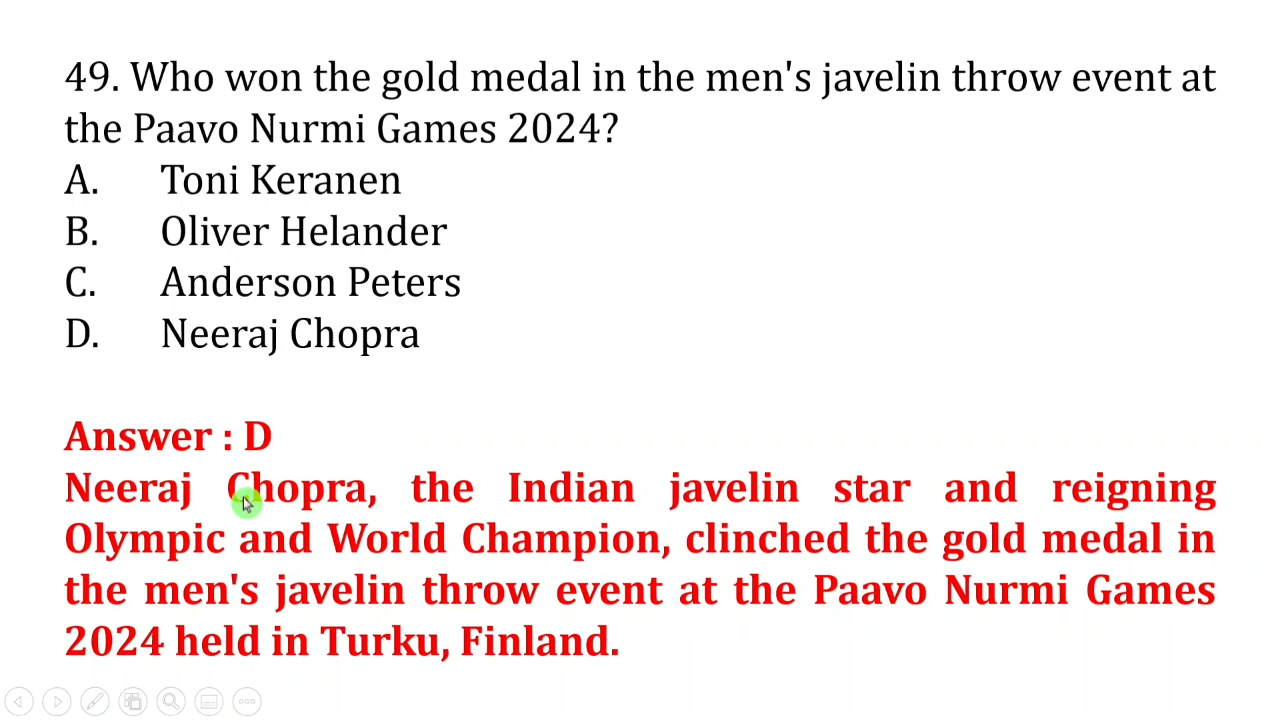 49. Who won the gold medal in the men's javelin throw event at
the Paavo Nurmi Games 2024?
A. Toni Keranen
B. Oliver Helander
C. Anderson Peters
D. Neeraj Chopra
Answer : D
Neeraj Chopra, the Indian javelin star and reigning
Olympic and World Champion, clinched the gold medal in
the men's javelin throw event at the Paavo Nurmi Games
2024 held in Turku, Finland.